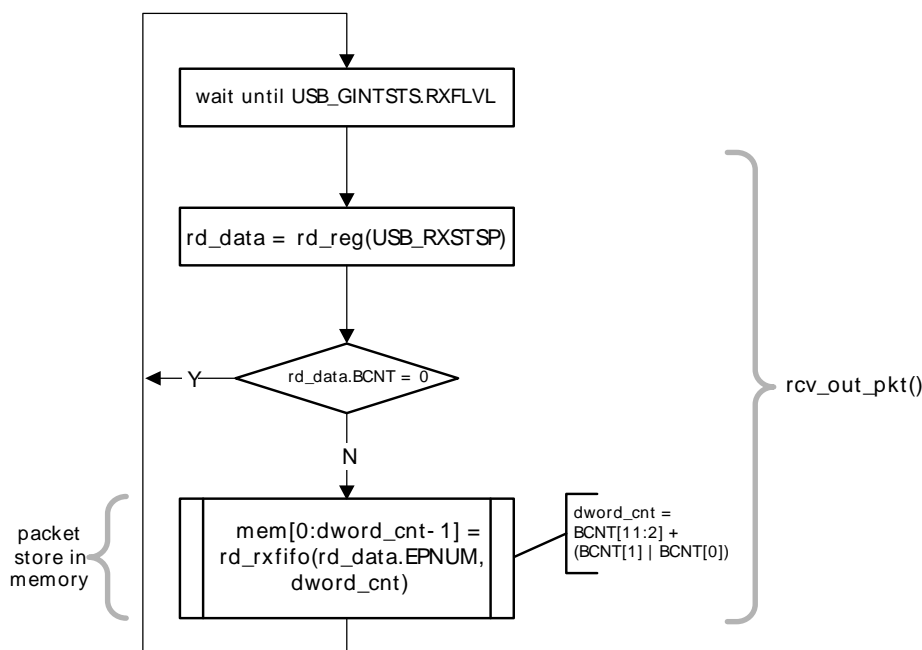 wait until USB_GINTSTS.RXFLVL
rd_data = rd_reg(USB_RXSTSP)
rd_data.BCNT = 0
Y
rcv_out_pkt()
N
packet
store in
memory
mem[0:dword_cnt-1] =
rd_rxfifo(rd_data.EPNUM,
dword_cnt)
dword_cnt =
BCNT[11:2] +
(BCNT[1] | BCNT[0])